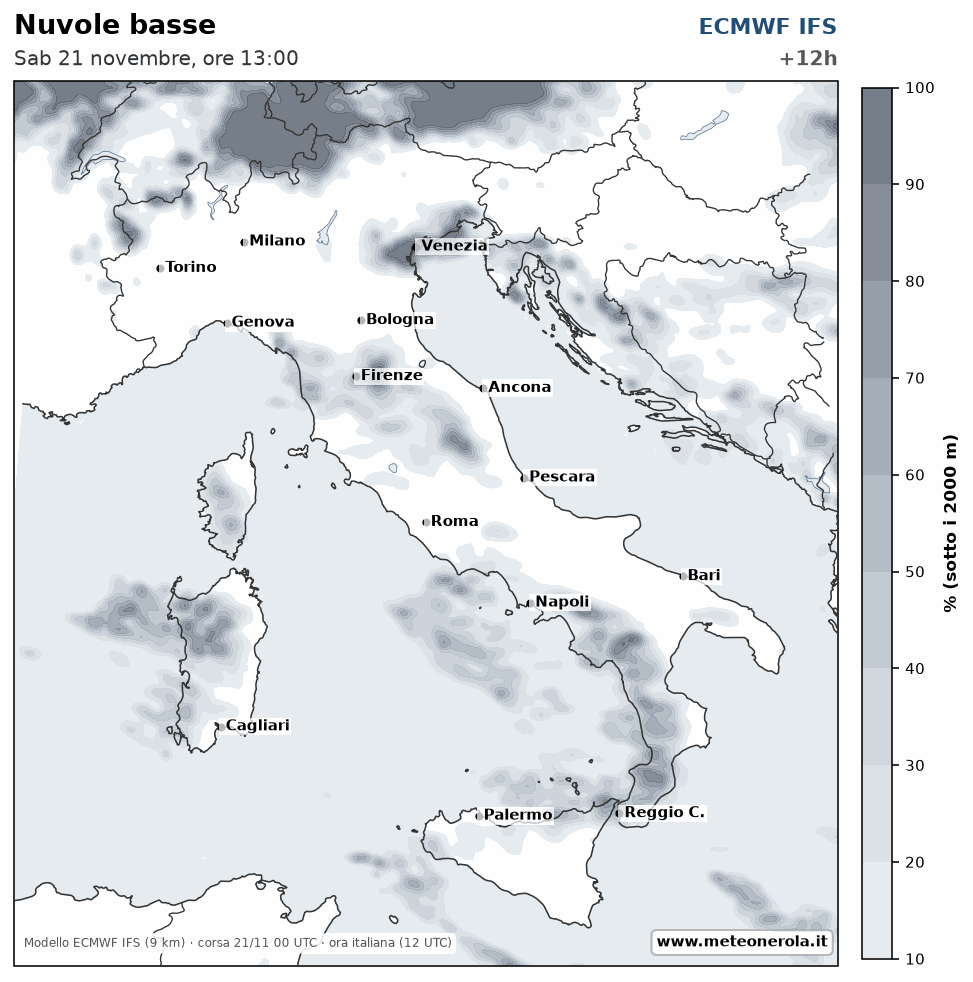 Nuvole basse
ECMWF IFS
Sab 21 novembre, ore 13:00
+12h
100
90
80
70
60
50
40
30
20
10
% (sotto i 2000 m)
Milano
Venezia
Torino
Genova
Bologna
Firenze
Ancona
Pescara
Roma
Bari
Napoli
Cagliari
Palermo
Reggio C.
Modello ECMWF IFS (9 km) · corsa 21/11 00 UTC · ora italiana (12 UTC)
www.meteonerola.it